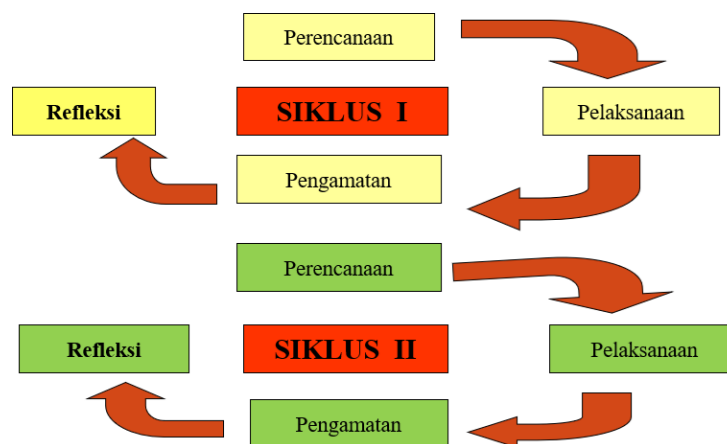 Perencanaan
Refleksi
SIKLUS I
Pelaksanaan
Pengamatan
Perencanaan
Refleksi
SIKLUS II
Pelaksanaan
Pengamatan